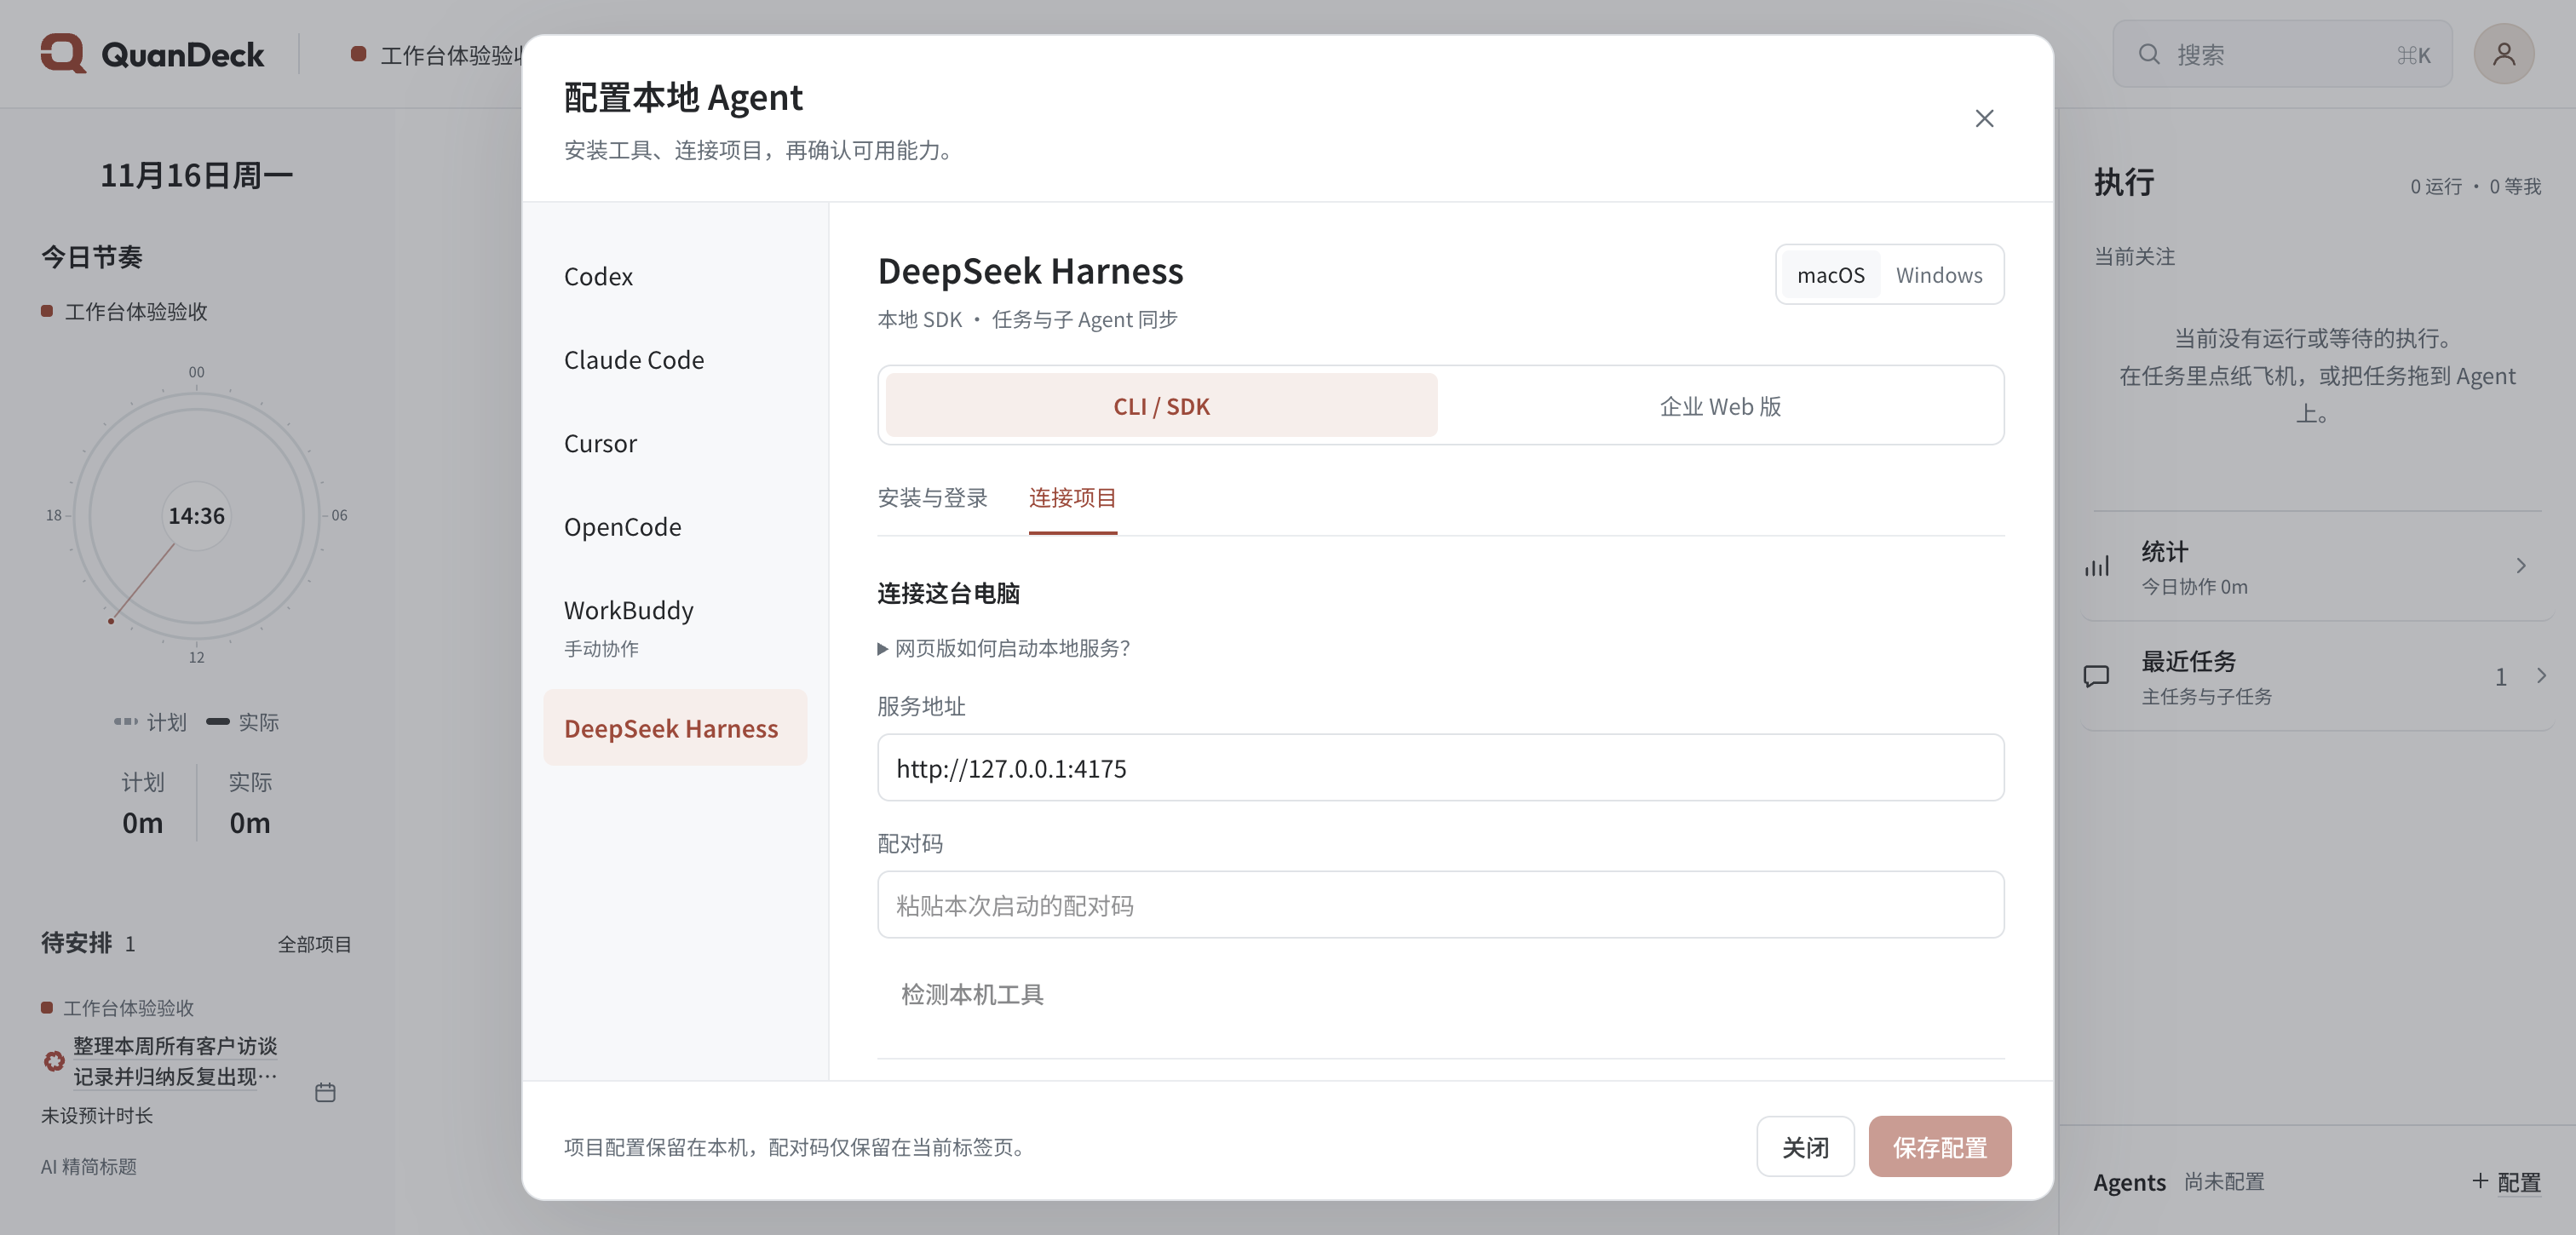 QuanDeck
工作台体验验收
搜索
⌘K
11月16日周一
今日节奏
工作台体验验收
00
18
14:36
06
12
计划
实际
计划
实际
0m
0m
待安排 1
全部项目
工作台体验验收
整理本周所有客户访谈
记录并归纳反复出现…
未设预计时长
AI 精简标题
配置本地 Agent
安装工具、连接项目，再确认可用能力。
Codex
Claude Code
Cursor
OpenCode
WorkBuddy
手动协作
DeepSeek Harness
DeepSeek Harness
macOS
Windows
本地 SDK · 任务与子 Agent 同步
CLI / SDK
企业 Web 版
安装与登录
连接项目
连接这台电脑
网页版如何启动本地服务？
服务地址
http://127.0.0.1:4175
配对码
粘贴本次启动的配对码
检测本机工具
项目配置保留在本机，配对码仅保留在当前标签页。
关闭
保存配置
执行
0 运行 · 0 等我
当前关注
当前没有运行或等待的执行。
在任务里点纸飞机，或把任务拖到 Agent
上。
统计
今日协作 0m
最近任务
主任务与子任务
1
Agents 尚未配置
+ 配置